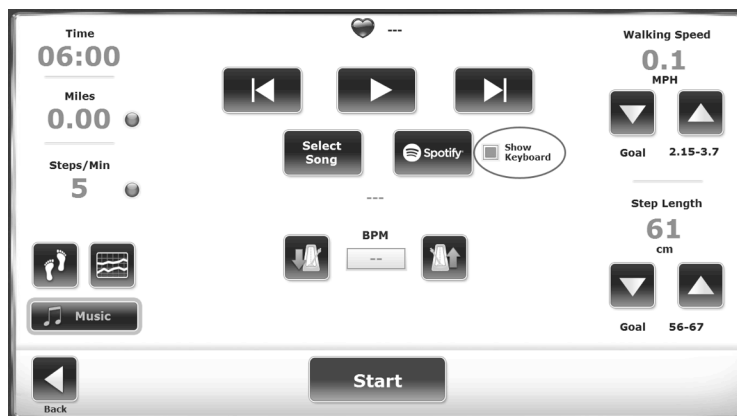 Time
06:00
Miles
0.00
Steps/Min
5
Music
Back
---
Select
Song
Spotify
Show
Keyboard
---
BPM
--
Start
Walking Speed
0.1
MPH
Goal 2.15-3.7
Step Length
61
cm
Goal 56-67